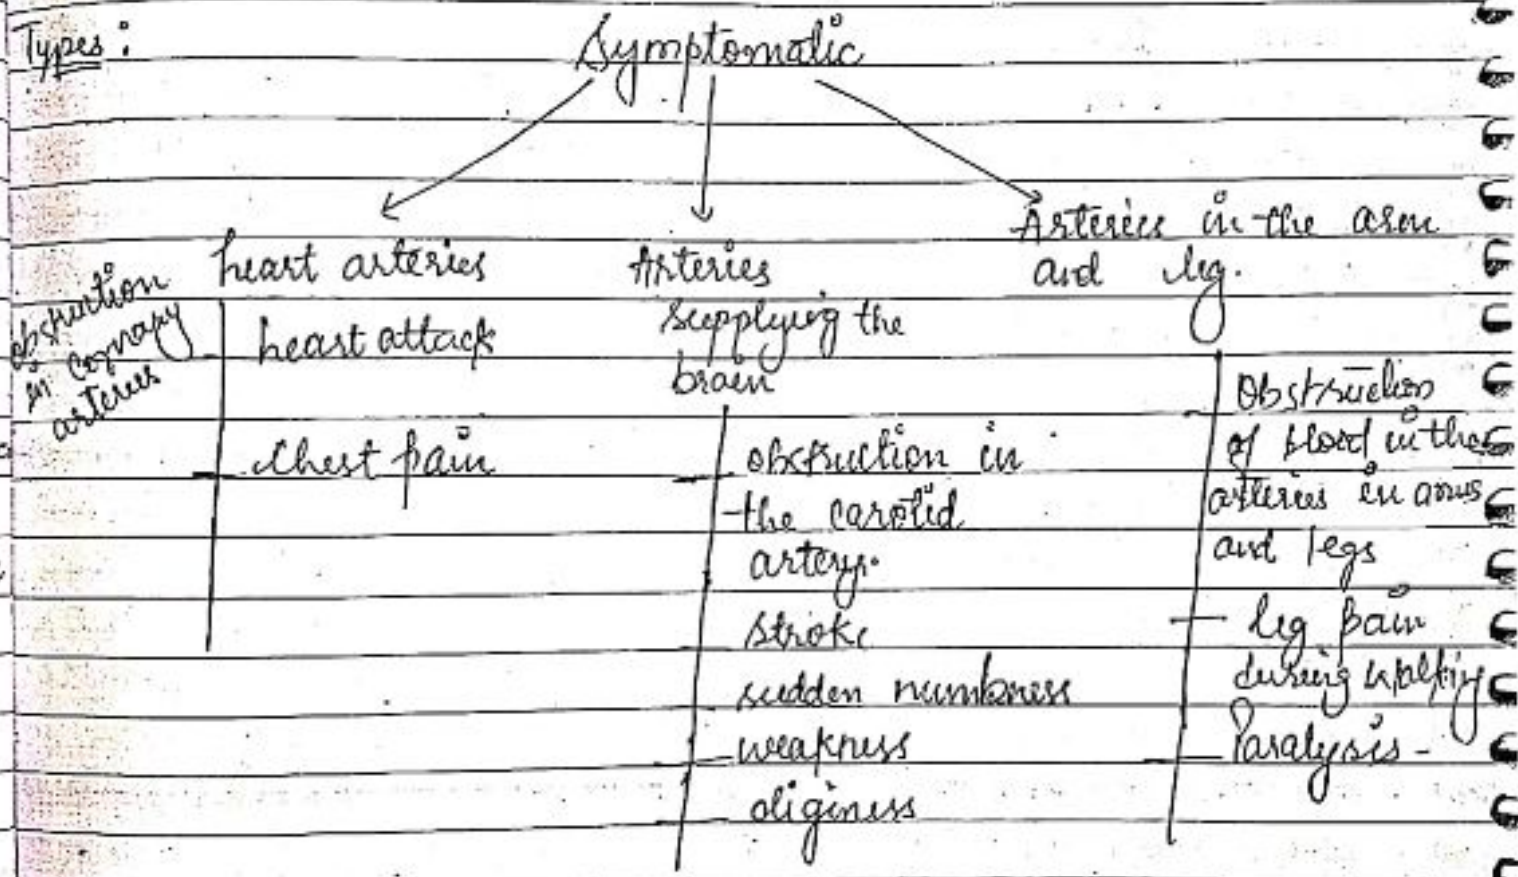 Types :
Symptomatic
heart arteries
obstruction
in
arteries
heart attack
Chest pain
Arteries
supplying the
brain
obstruction in
the carotid
artery.
stroke
sudden numbness
weakness
Arteries in the arm
and leg.
Obstruction
of blood in the
arteries in arms
and legs
leg pain
during walking
Paralysis -